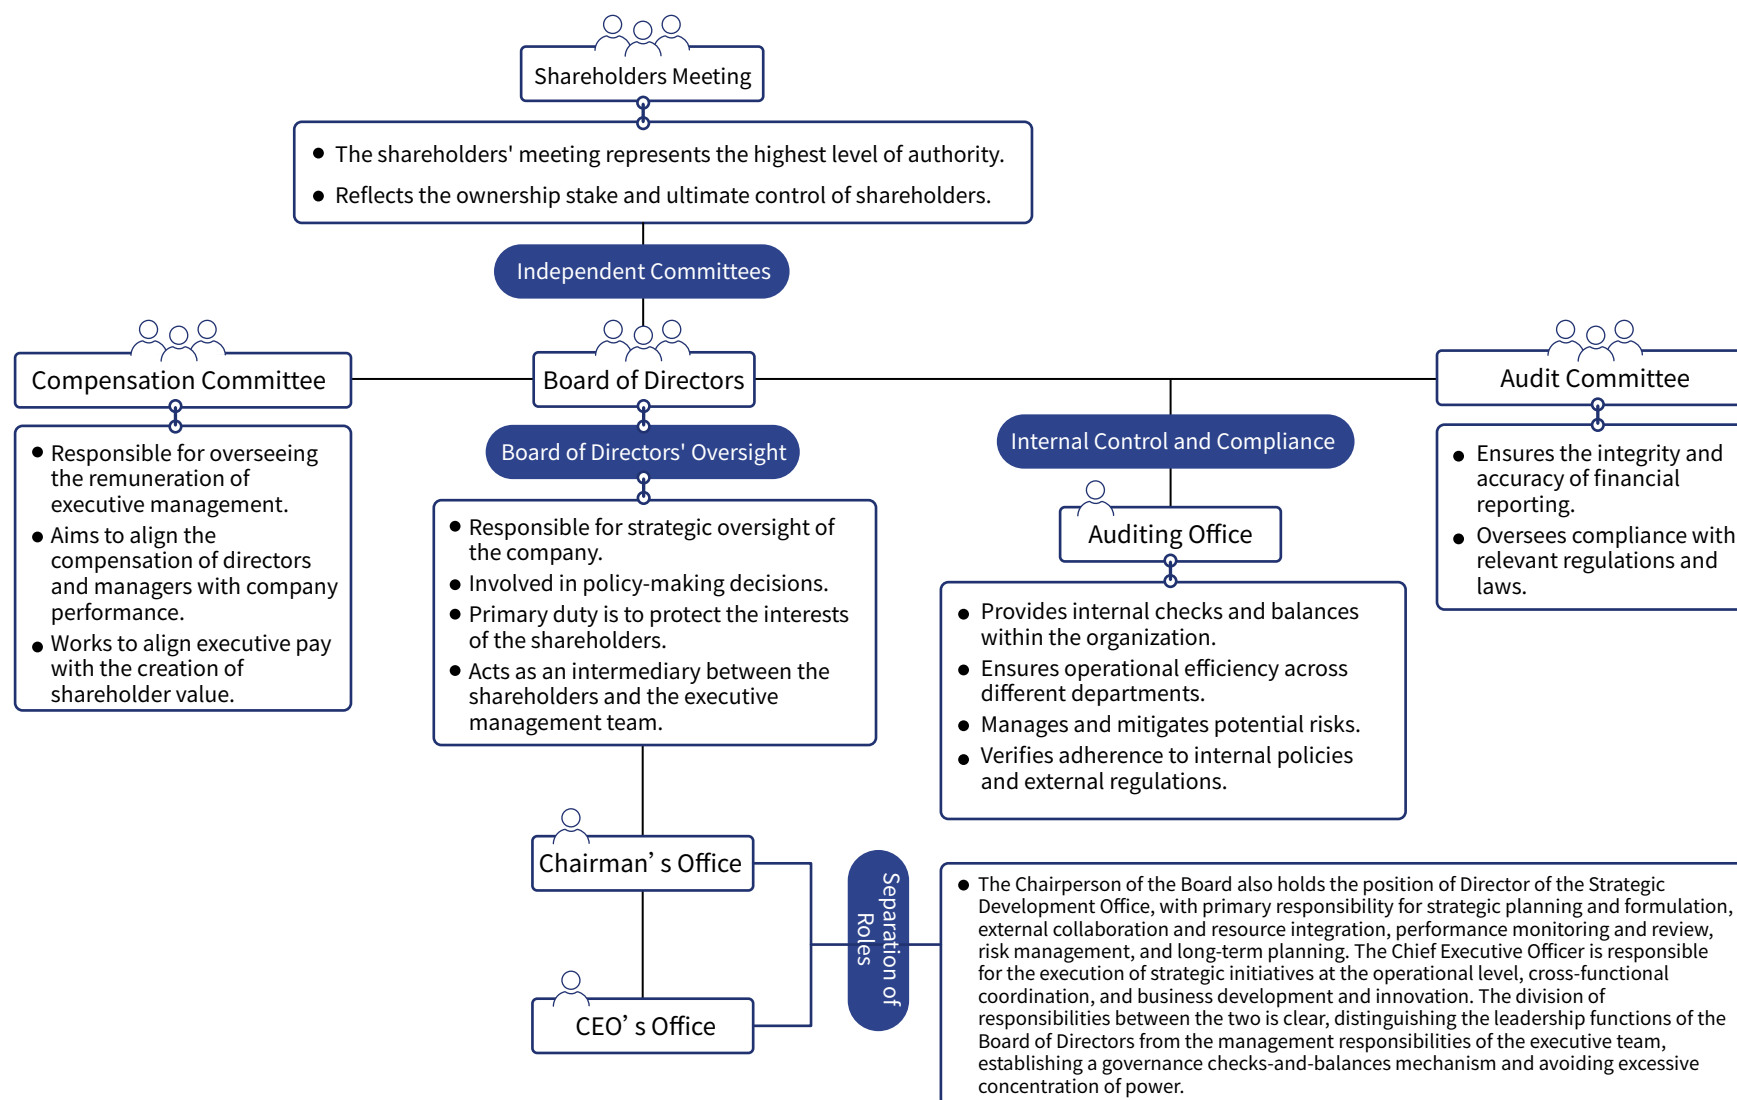 Shareholders Meeting
● The shareholders' meeting represents the highest level of authority.
● Reflects the ownership stake and ultimate control of shareholders.
Independent Committees
Compensation Committee
● Responsible for overseeing
the remuneration of
executive management.
● Aims to align the
compensation of directors
and managers with company
performance.
● Works to align executive pay
with the creation of
shareholder value.
Board of Directors
Board of Directors' Oversight
● Responsible for strategic oversight of
the company.
● Involved in policy-making decisions.
● Primary duty is to protect the interests
of the shareholders.
● Acts as an intermediary between the
shareholders and the executive
management team.
Internal Control and Compliance
Auditing Office
● Provides internal checks and balances
within the organization.
● Ensures operational efficiency across
different departments.
● Manages and mitigates potential risks.
● Verifies adherence to internal policies
and external regulations.
Audit Committee
● Ensures the integrity and
accuracy of financial
reporting.
● Oversees compliance with
relevant regulations and
laws.
Chairman’s Office
CEO’s Office
Separation of
Roles
● The Chairperson of the Board also holds the position of Director of the Strategic
Development Office, with primary responsibility for strategic planning and formulation,
external collaboration and resource integration, performance monitoring and review,
risk management, and long-term planning. The Chief Executive Officer is responsible
for the execution of strategic initiatives at the operational level, cross-functional
coordination, and business development and innovation. The division of
responsibilities between the two is clear, distinguishing the leadership functions of the
Board of Directors from the management responsibilities of the executive team,
establishing a governance checks-and-balances mechanism and avoiding excessive
concentration of power.